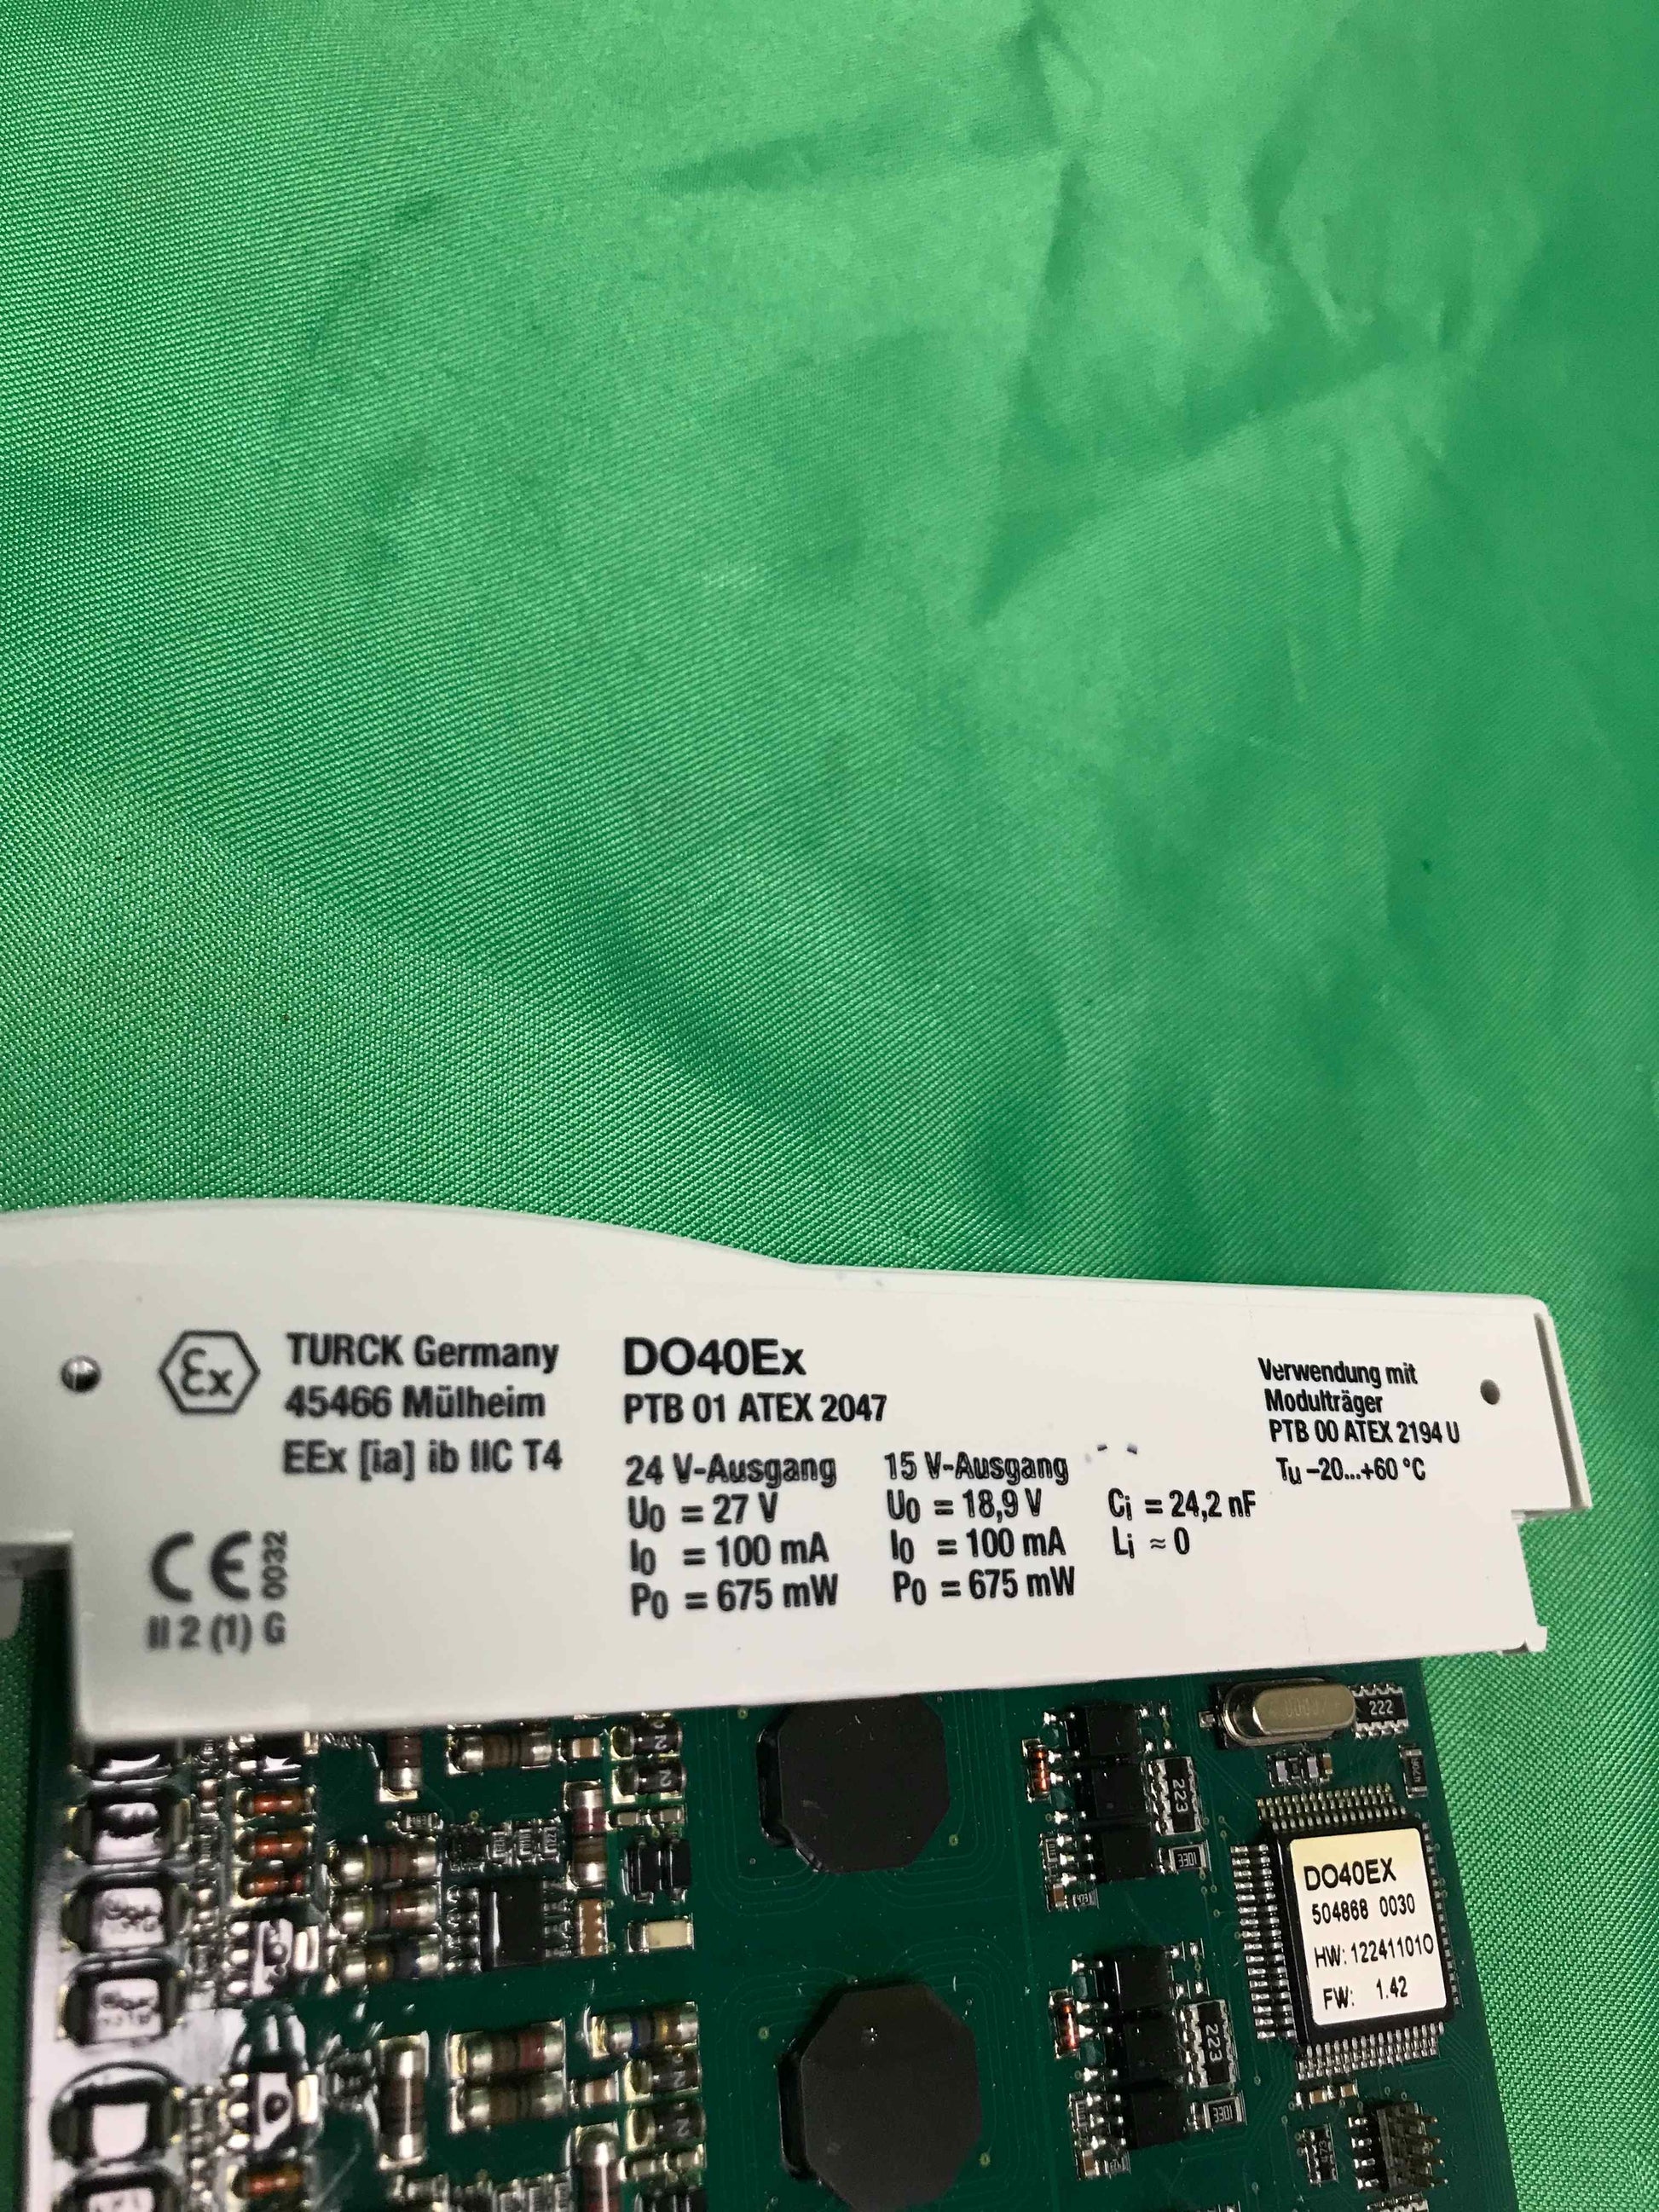 Ex
TURCK Germany
45466 Mülheim
EEx [ia] ib IIC T4
CE 0032
II 2 (1) G
DO40Ex
PTB 01 ATEX 2047
24 V-Ausgang
U0 = 27 V
I0 = 100 mA
P0 = 675 mW
15 V-Ausgang
U0 = 18,9 V
I0 = 100 mA
P0 = 675 mW
Ci = 24,2 nF
Li ≈ 0
Verwendung mit
Modulträger
PTB 00 ATEX 2194 U
Tu –20...+60 °C
222
223
3301
DO40EX
504868 0030
HW: 122411010
FW: 1.42
223
3301